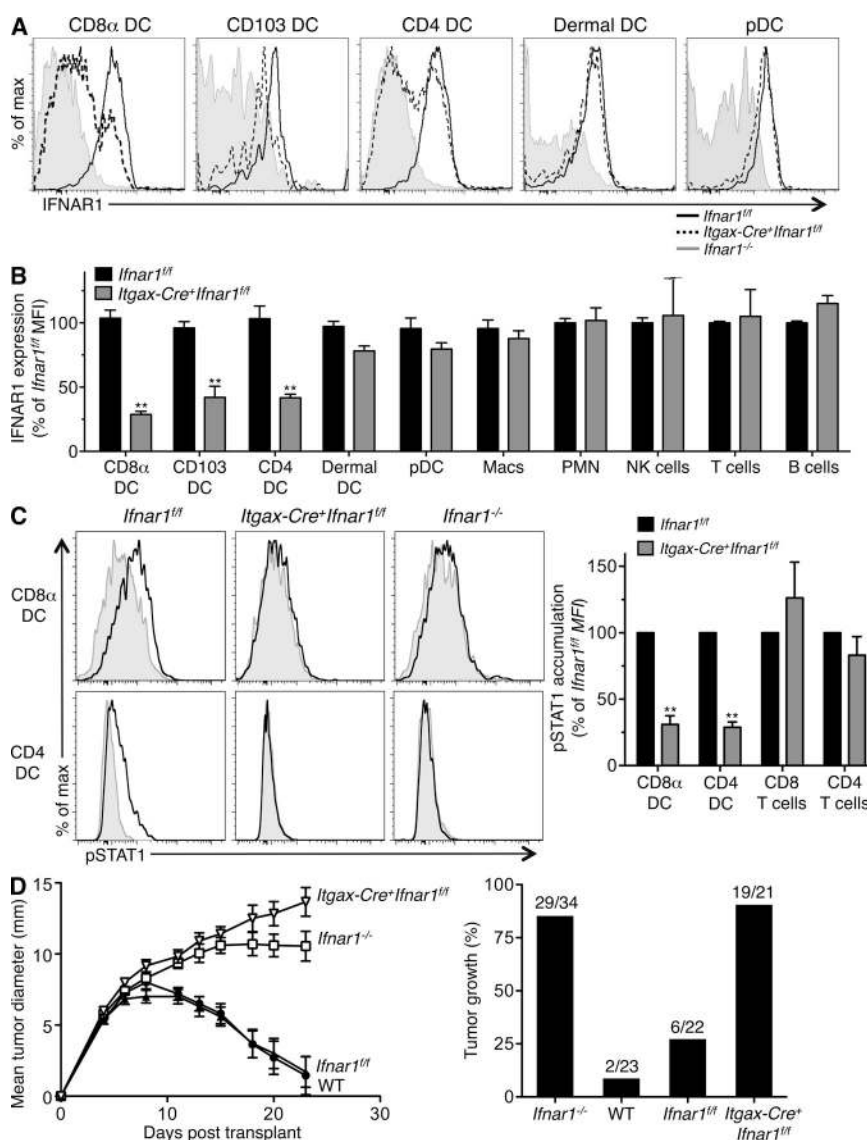 A
CD8α DC
CD103 DC
CD4 DC
Dermal DC
pDC
% of max
IFNAR1
Ifnar1f/f
Itgax-Cre+Ifnar1f/f
Ifnar1-/-
B
Ifnar1f/f
Itgax-Cre+Ifnar1f/f
IFNAR1 expression
(% of Ifnar1f/f MFI)
100
50
0
**
**
**
CD8α
DC
CD103
DC
CD4
DC
Dermal
DC
pDC
Macs
PMN
NK cells
T cells
B cells
C
Ifnar1f/f
Itgax-Cre+Ifnar1f/f
Ifnar1-/-
CD8α
DC
CD4
DC
% of max
pSTAT1
Ifnar1f/f
Itgax-Cre+Ifnar1f/f
pSTAT1 accumulation
(% of Ifnar1f/f MFI)
150
100
50
0
**
**
CD8α
DC
CD4
DC
CD8
T cells
CD4
T cells
D
Mean tumor diameter (mm)
15
10
5
0
0
10
20
30
Days post transplant
Itgax-Cre+Ifnar1f/f
Ifnar1-/-
Ifnar1f/f
WT
Tumor growth (%)
100
75
50
25
0
29/34
2/23
6/22
19/21
Ifnar1-/-
WT
Ifnar1f/f
Itgax-Cre+
Ifnar1f/f